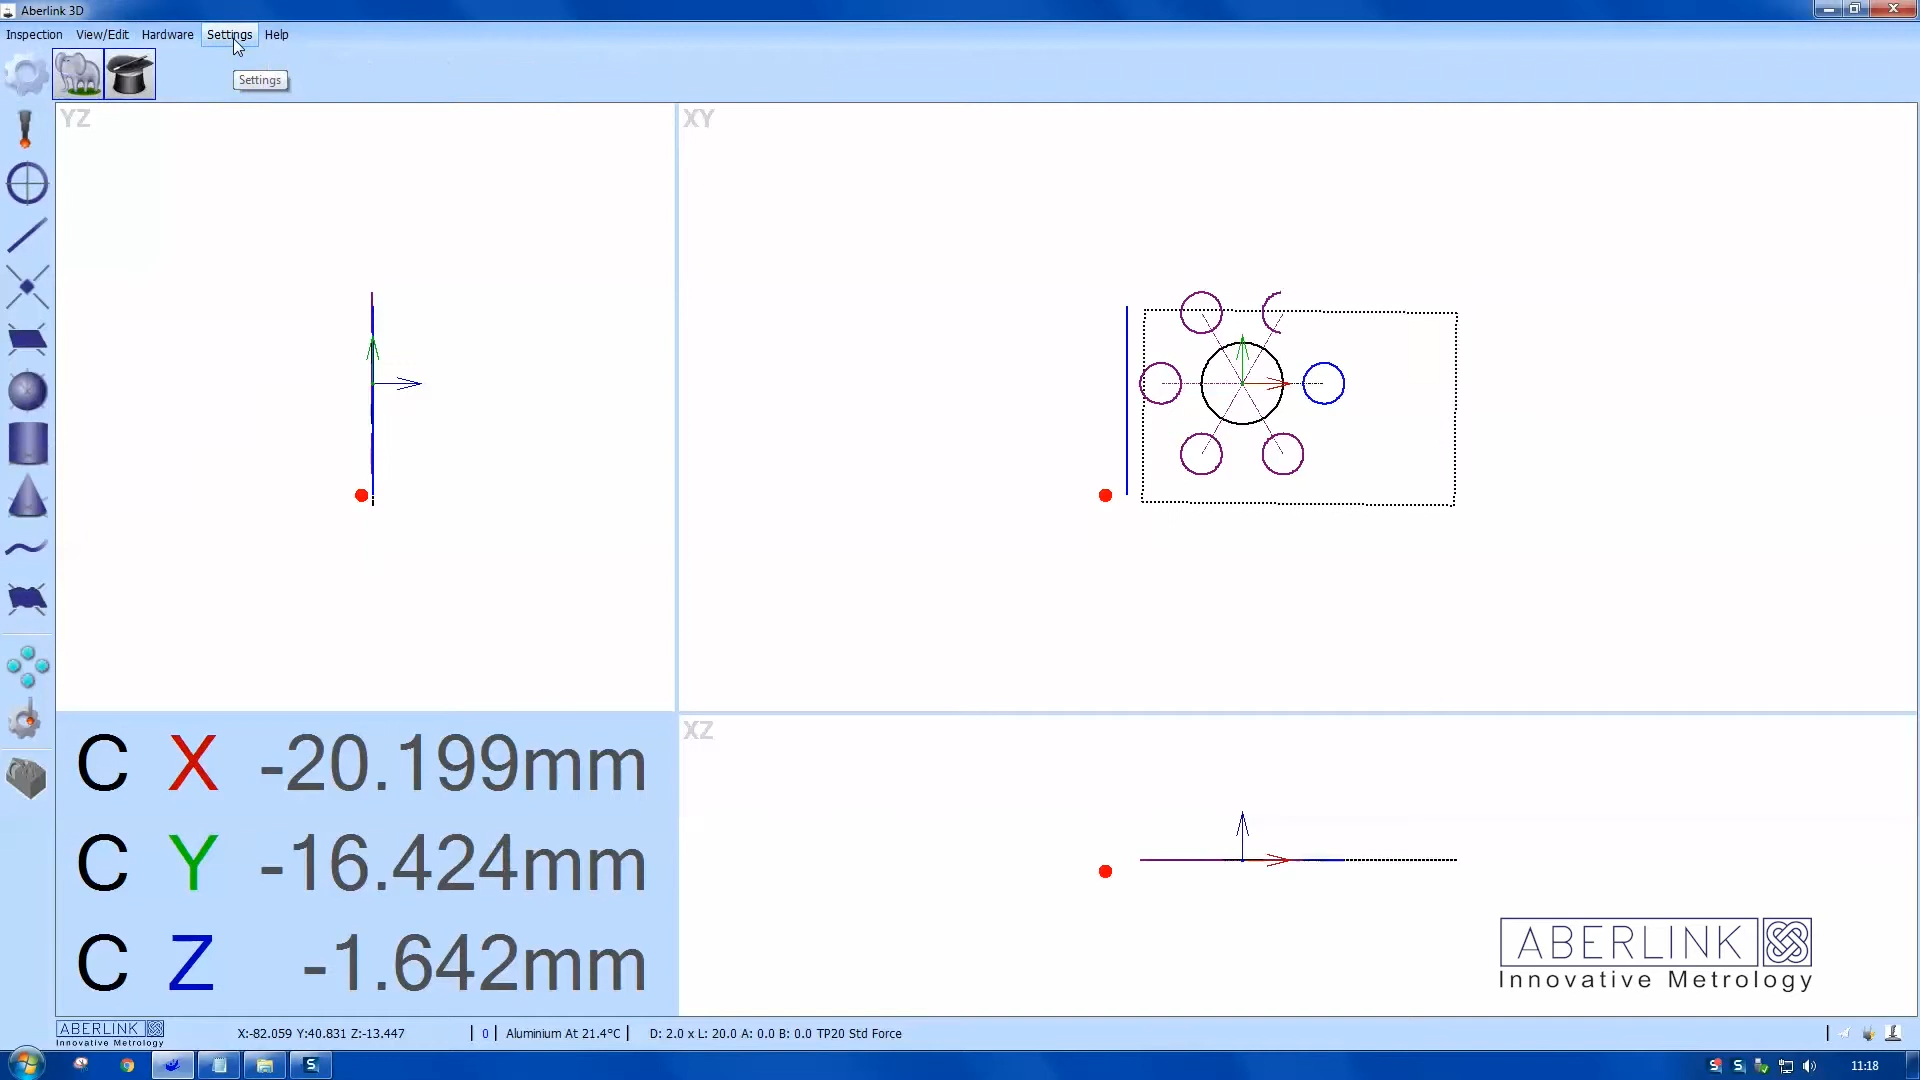 Aberlink 3D
Inspection View/Edit Hardware Settings Help
Settings
YZ
XY
C X -20.199mm
C Y -16.424mm
C Z -1.642mm
XZ
ABERLINK
Innovative Metrology
ABERLINK
Innovative Metrology
X:-82.059 Y:40.831 Z:-13.447 | 0 | Aluminium At 21.4°C | D: 2.0 x L: 20.0 A: 0.0 B: 0.0 TP20 Std Force
11:18